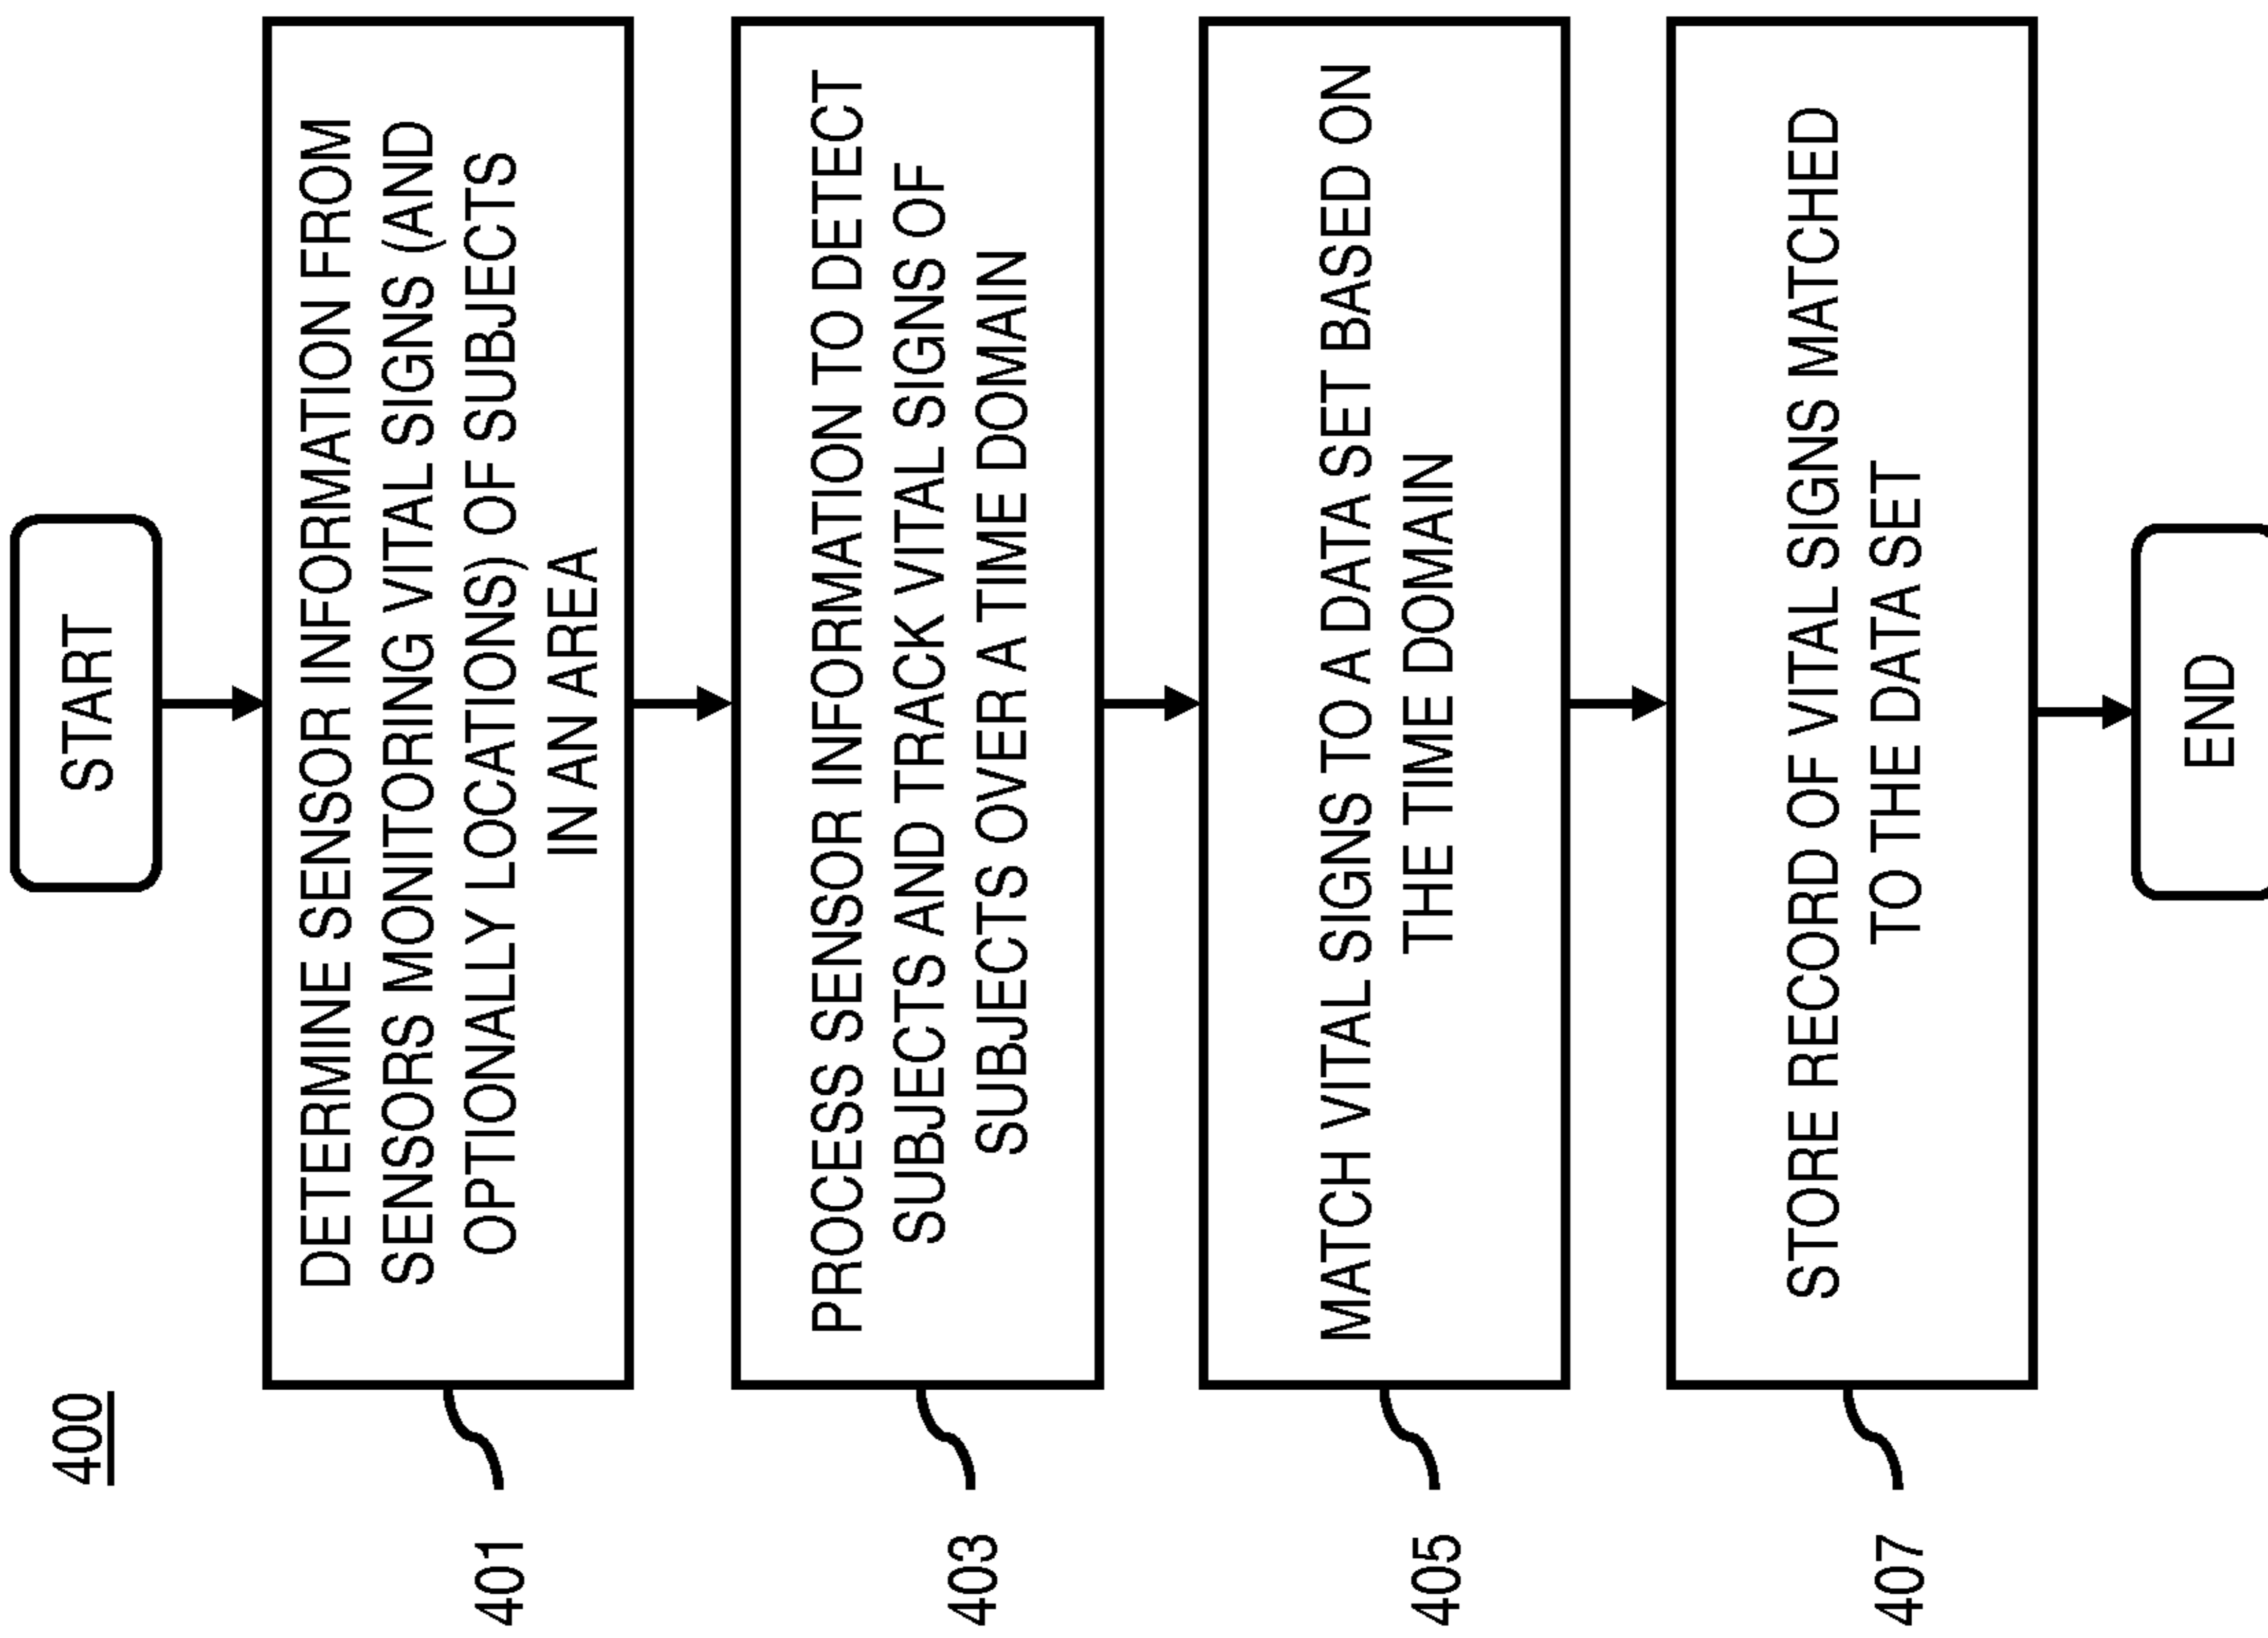 400
START
401
DETERMINE SENSOR INFORMATION FROM
SENSORS MONITORING VITAL SIGNS (AND
OPTIONALLY LOCATIONS) OF SUBJECTS
IN AN AREA
403
PROCESS SENSOR INFORMATION TO DETECT
SUBJECTS AND TRACK VITAL SIGNS OF
SUBJECTS OVER A TIME DOMAIN
405
MATCH VITAL SIGNS TO A DATA SET BASED ON
THE TIME DOMAIN
407
STORE RECORD OF VITAL SIGNS MATCHED
TO THE DATA SET
END